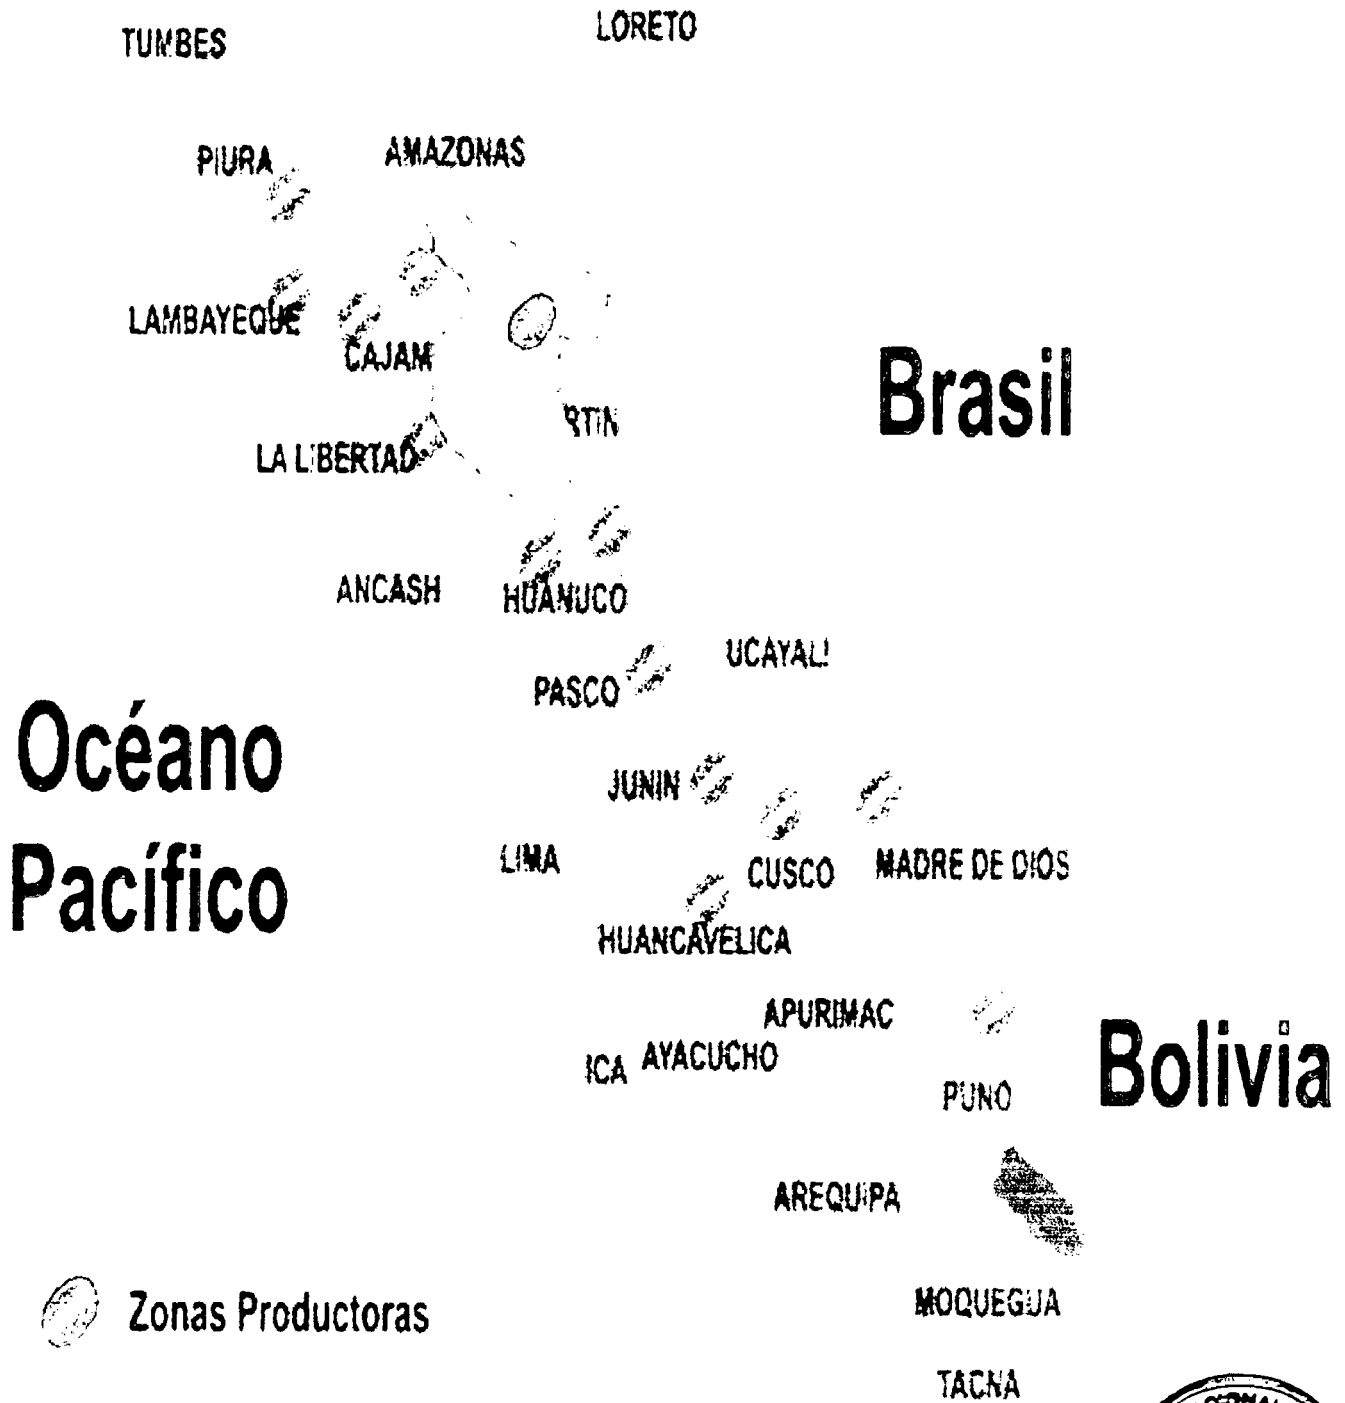 TUMBES
LORETO
PIURA
AMAZONAS
LAMBAYEQUE
CAJAM
Brasil
RTIN
LA LIBERTAD
ANCASH
HUANUCO
UCAYALI
PASCO
Océano
Pacífico
JUNIN
LIMA
CUSCO
MADRE DE DIOS
HUANCAVELICA
APURIMAC
ICA
AYACUCHO
Bolivia
PUNO
AREQUIPA
Zonas Productoras
MOQUEGUA
TACNA